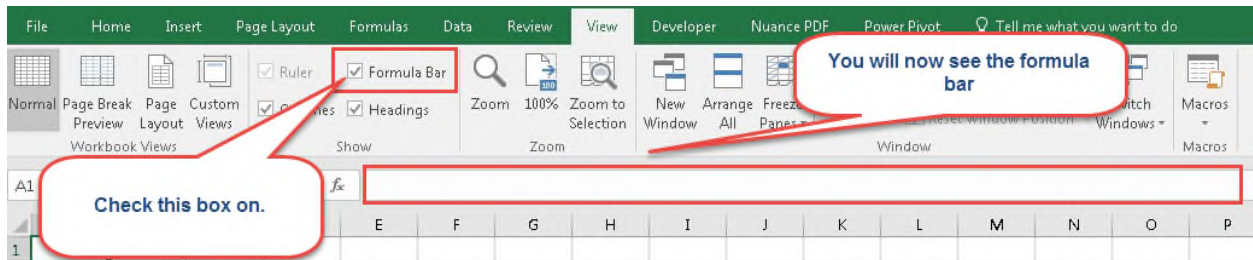 File Home Insert Page Layout Formulas Data Review View Developer Nuance PDF Power Pivot Tell me what you want to do
You will now see the formula
bar
Ruler Formula Bar
Headings
Normal Page Break Page Custom Zoom 100% Zoom to New Arrange Freeze Macros
Preview Layout Views Selection Window All Panes Windows
Workbook Views Show Zoom Window Macros
Check this box on.
A1 fx
E F G H I J K L M N O P
1